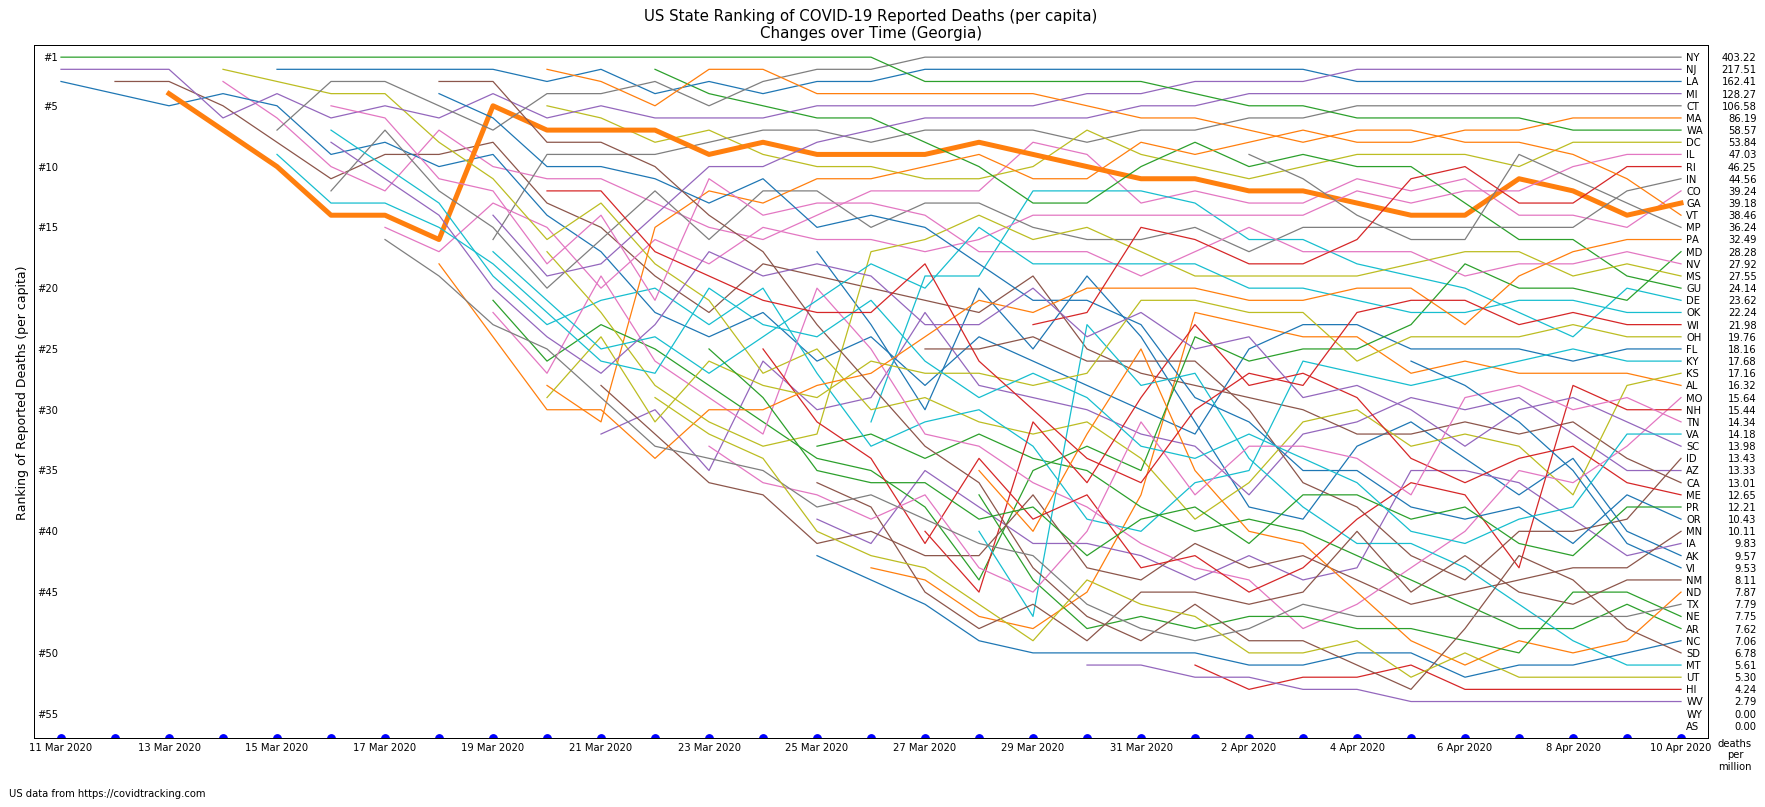 US State Ranking of COVID-19 Reported Deaths (per capita)
Changes over Time (Georgia)
Ranking of Reported Deaths (per capita)
#1
#5
#10
#15
#20
#25
#30
#35
#40
#45
#50
#55
NY 403.22
NJ 217.51
LA 162.41
MI 128.27
CT 106.58
MA 86.19
WA 58.57
DC 53.84
IL 47.03
RI 46.25
IN 44.56
CO 39.24
GA 39.18
VT 38.46
MP 36.24
PA 32.49
MD 28.28
NV 27.92
MS 27.55
GU 24.14
DE 23.62
OK 22.24
WI 21.98
OH 19.76
FL 18.16
KY 17.68
KS 17.16
AL 16.32
MO 15.64
NH 15.44
TN 14.34
VA 14.18
SC 13.98
ID 13.43
AZ 13.33
CA 13.01
ME 12.65
PR 12.21
OR 10.43
MN 10.11
IA 9.83
AK 9.57
VI 9.53
NM 8.11
ND 7.87
TX 7.79
NE 7.75
AR 7.62
NC 7.06
SD 6.78
MT 5.61
UT 5.30
HI 4.24
WV 2.79
WY 0.00
AS 0.00
11 Mar 2020 13 Mar 2020 15 Mar 2020 17 Mar 2020 19 Mar 2020 21 Mar 2020 23 Mar 2020 25 Mar 2020 27 Mar 2020 29 Mar 2020 31 Mar 2020 2 Apr 2020 4 Apr 2020 6 Apr 2020 8 Apr 2020 10 Apr 2020
deaths
per
million
US data from https://covidtracking.com